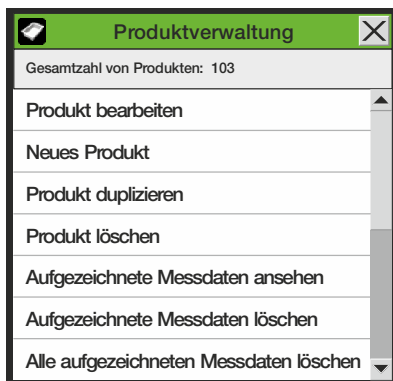 Produktverwaltung
Gesamtzahl von Produkten: 103
Produkt bearbeiten
Neues Produkt
Produkt duplizieren
Produkt löschen
Aufgezeichnete Messdaten ansehen
Aufgezeichnete Messdaten löschen
Alle aufgezeichneten Messdaten löschen